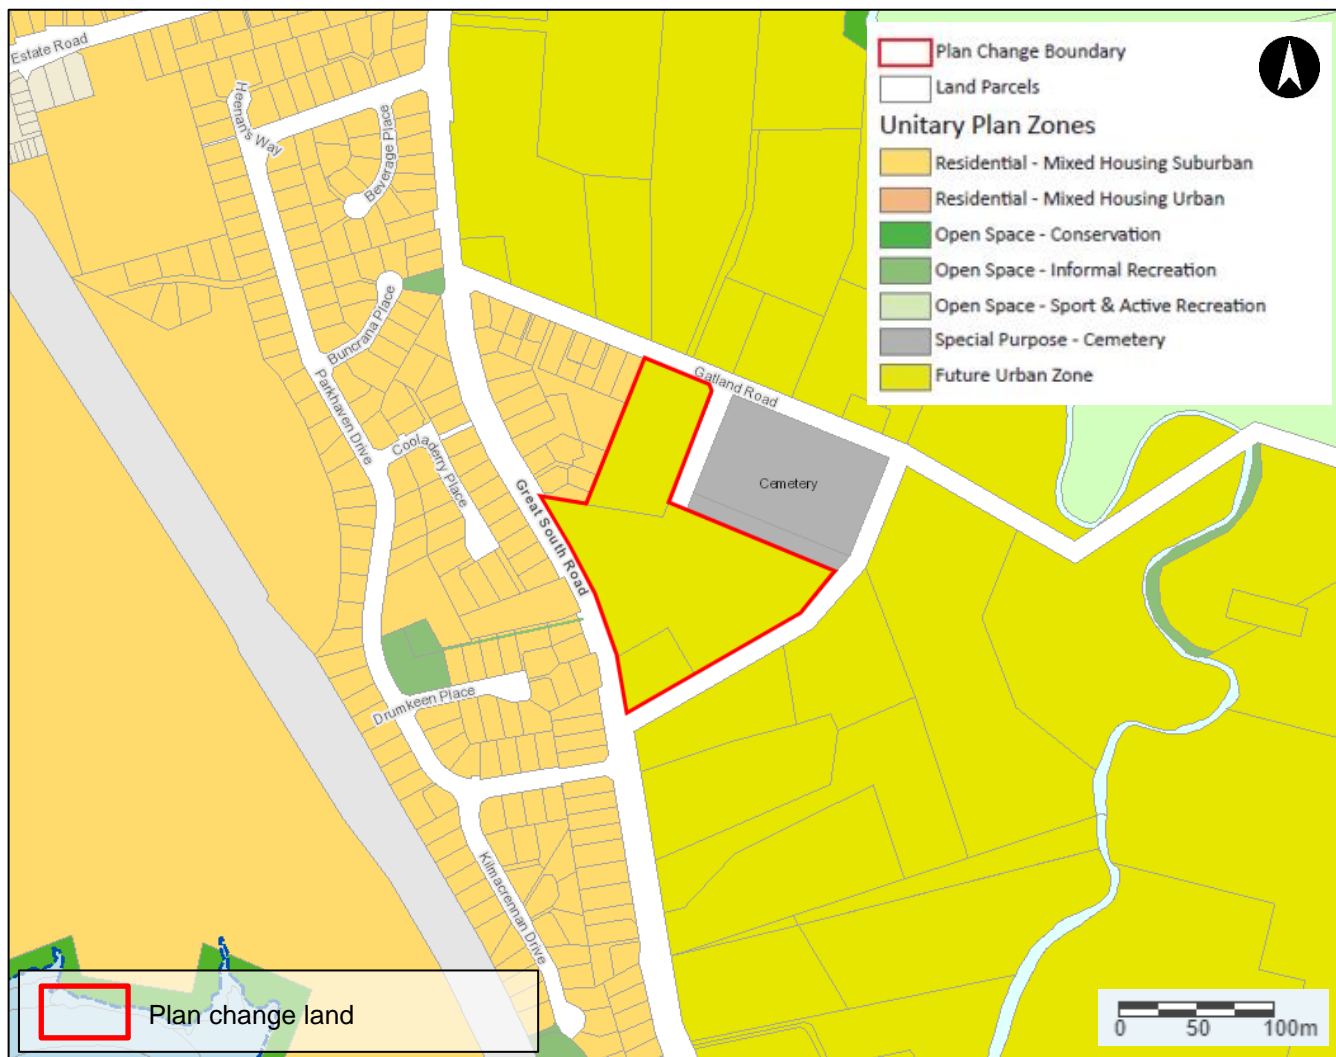 Estate Road
Heenan's Way
Beverage Place
Buncrana Place
Parkhaven Drive
Cooladerry Place
Great South Road
Gatland Road
Cemetery
Drumkeen Place
Kilmacrennan Drive
Plan Change Boundary
Land Parcels
Unitary Plan Zones
Residential - Mixed Housing Suburban
Residential - Mixed Housing Urban
Open Space - Conservation
Open Space - Informal Recreation
Open Space - Sport & Active Recreation
Special Purpose - Cemetery
Future Urban Zone
Plan change land
0 50 100m